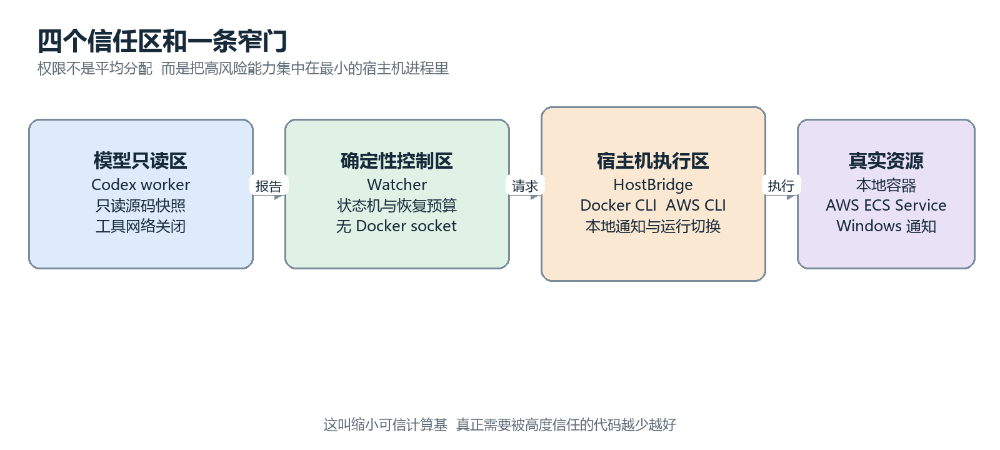 四个信任区和一条窄门
权限不是平均分配 而是把高风险能力集中在最小的宿主机进程里
模型只读区
Codex worker
只读源码快照
工具网络关闭
报告
确定性控制区
Watcher
状态机与恢复预算
无 Docker socket
请求
宿主机执行区
HostBridge
Docker CLI AWS CLI
本地通知与运行切换
执行
真实资源
本地容器
AWS ECS Service
Windows 通知
这叫缩小可信计算基 真正需要被高度信任的代码越少越好